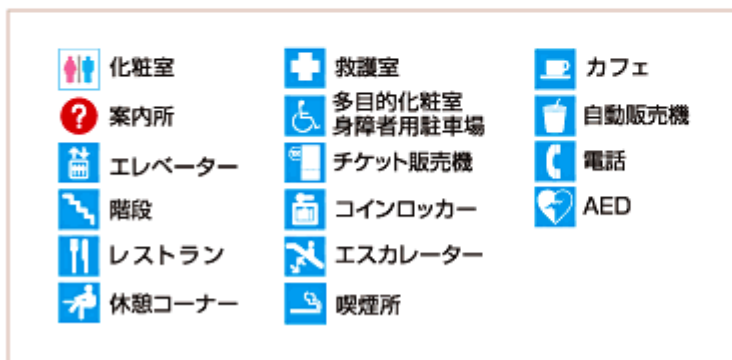 化粧室
案内所
エレベーター
階段
レストラン
休憩コーナー
救護室
多目的化粧室
身障者用駐車場
チケット販売機
コインロッカー
エスカレーター
喫煙所
カフェ
自動販売機
電話
AED